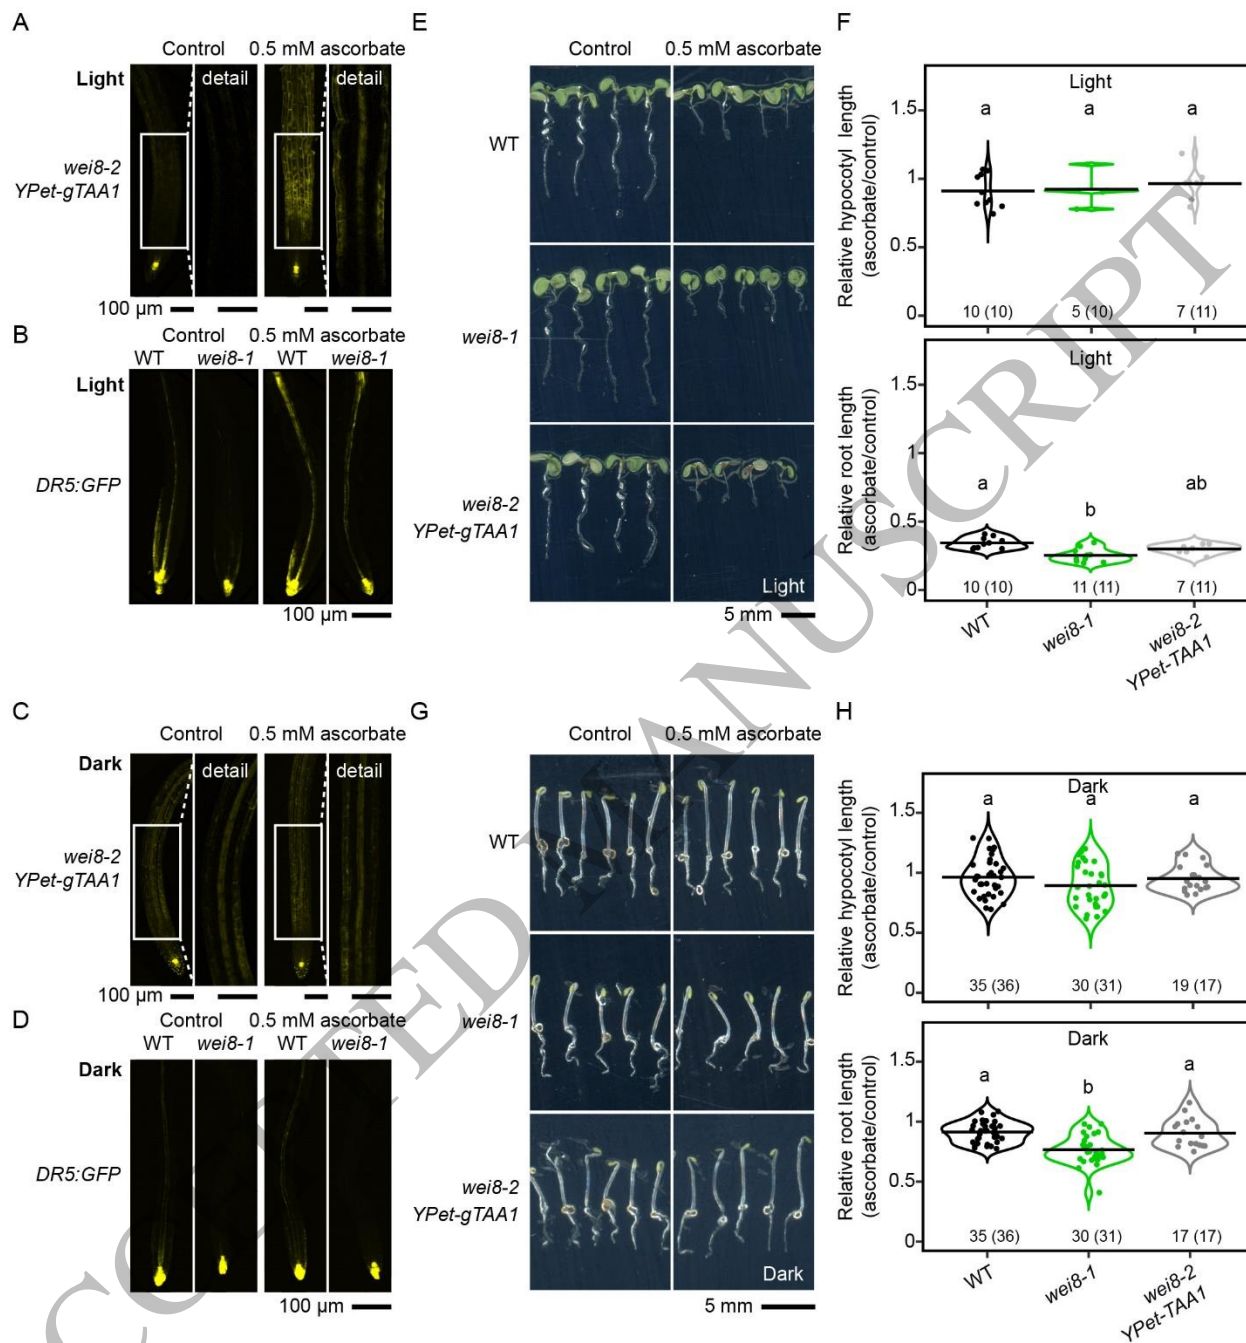 A
Control 0.5 mM ascorbate
Light
detail
detail
wei8-2
YPet-gTAA1
100 µm
B
Control 0.5 mM ascorbate
WT wei8-1 WT wei8-1
Light
DR5:GFP
100 µm
C
Control 0.5 mM ascorbate
Dark
detail
detail
wei8-2
YPet-gTAA1
100 µm
D
Control 0.5 mM ascorbate
WT wei8-1 WT wei8-1
Dark
DR5:GFP
100 µm
E
Control 0.5 mM ascorbate
WT
wei8-1
wei8-2
YPet-gTAA1
Light
5 mm
F
Light
Relative hypocotyl length
(ascorbate/control)
1.5
1
0.5
0
a a a
10 (10) 5 (10) 7 (11)
Light
Relative root length
(ascorbate/control)
1.5
1
0.5
0
a b ab
10 (10) 11 (11) 7 (11)
WT
wei8-1
wei8-2
YPet-TAA1
G
Control 0.5 mM ascorbate
WT
wei8-1
wei8-2
YPet-gTAA1
Dark
5 mm
H
Dark
Relative hypocotyl length
(ascorbate/control)
1.5
1
0.5
0
a a a
35 (36) 30 (31) 19 (17)
Dark
Relative root length
(ascorbate/control)
1.5
1
0.5
0
a b a
35 (36) 30 (31) 17 (17)
WT
wei8-1
wei8-2
YPet-TAA1
MANUSCRIPT